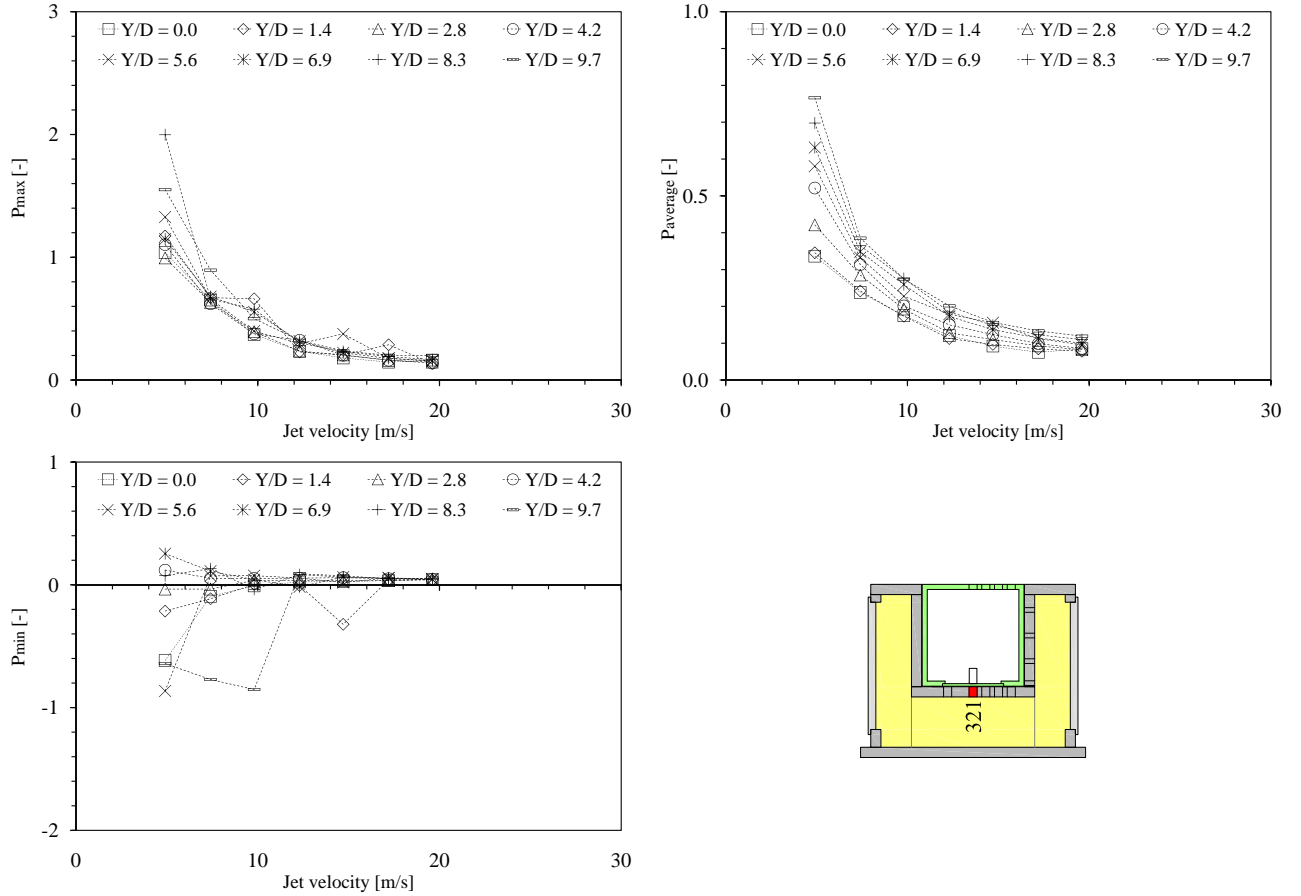 3
2
1
0
Pmax [-]
Y/D = 0.0 Y/D = 1.4 Y/D = 2.8 Y/D = 4.2
Y/D = 5.6 Y/D = 6.9 Y/D = 8.3 Y/D = 9.7
0 10 20 30
Jet velocity [m/s]
1.0
0.5
0.0
Paverage [-]
Y/D = 0.0 Y/D = 1.4 Y/D = 2.8 Y/D = 4.2
Y/D = 5.6 Y/D = 6.9 Y/D = 8.3 Y/D = 9.7
0 10 20 30
Jet velocity [m/s]
1
0
-1
-2
Pmin [-]
Y/D = 0.0 Y/D = 1.4 Y/D = 2.8 Y/D = 4.2
Y/D = 5.6 Y/D = 6.9 Y/D = 8.3 Y/D = 9.7
0 10 20 30
Jet velocity [m/s]
321